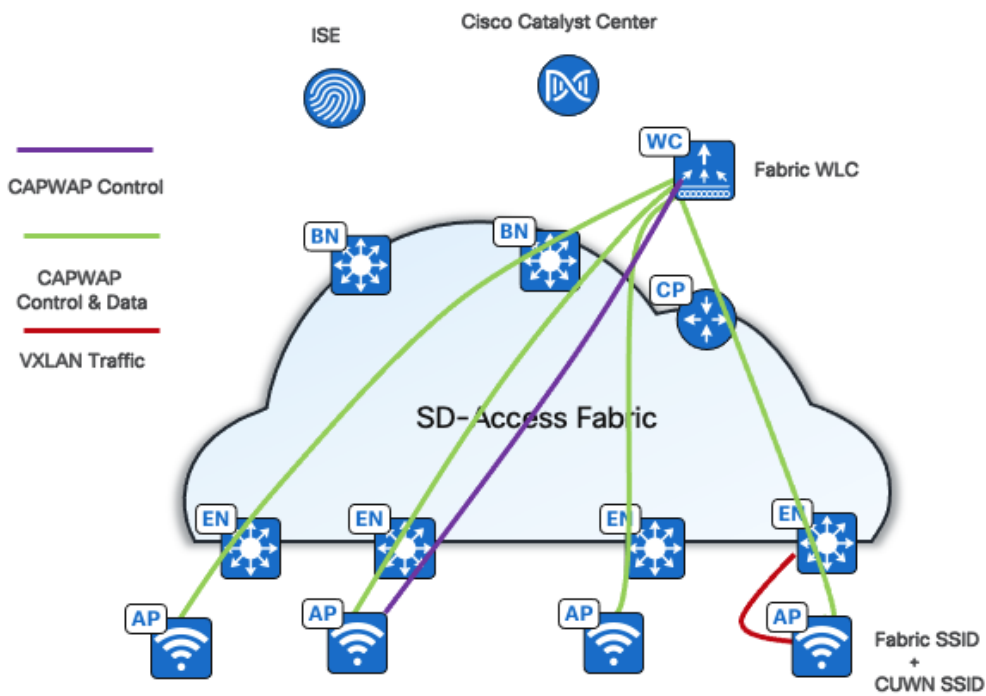 ISE
Cisco Catalyst Center
WC
Fabric WLC
CAPWAP Control
CAPWAP
Control & Data
VXLAN Traffic
BN
BN
CP
SD-Access Fabric
EN
EN
EN
EN
AP
AP
AP
AP
Fabric SSID
+
CUWN SSID